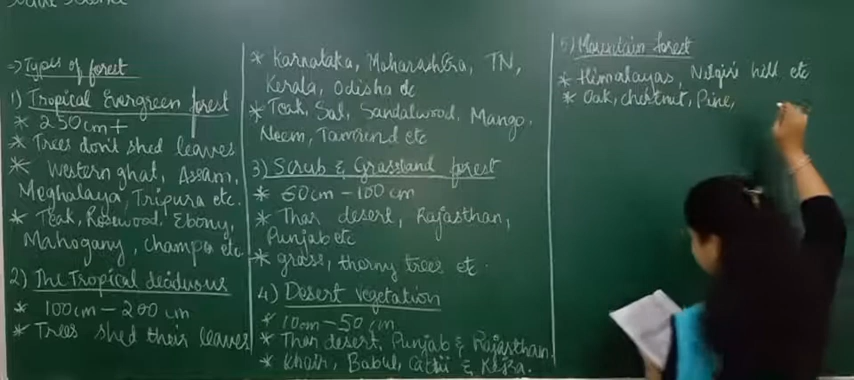 Social Science
=> Types of forest
1) Tropical Evergreen forest
* 250cm+
* Trees don't shed leaves
* Western ghat, Assam,
Meghalaya, Tripura etc.
* Teak, Rosewood, Ebony,
Mahogany, Champa etc
2) The Tropical deciduous
* 100cm - 200 cm
* Trees shed their leaves
* Karnataka, Maharashtra, TN,
Kerala, Odisha etc
* Teak, Sal, Sandalwood, Mango,
Neem, Tamrind etc
3) Scrub & Grassland forest
* 60cm - 100 cm
* Thar desert, Rajasthan,
Punjab etc
* grass, thorny trees etc.
4) Desert vegetation
* 10cm - 50 cm
* Thar desert, Punjab & Rajasthan
* Khair, Babul, &
5) Mountain forest
* Himalayas, Nilgiri hill etc
* Oak, chestnut, Pine,